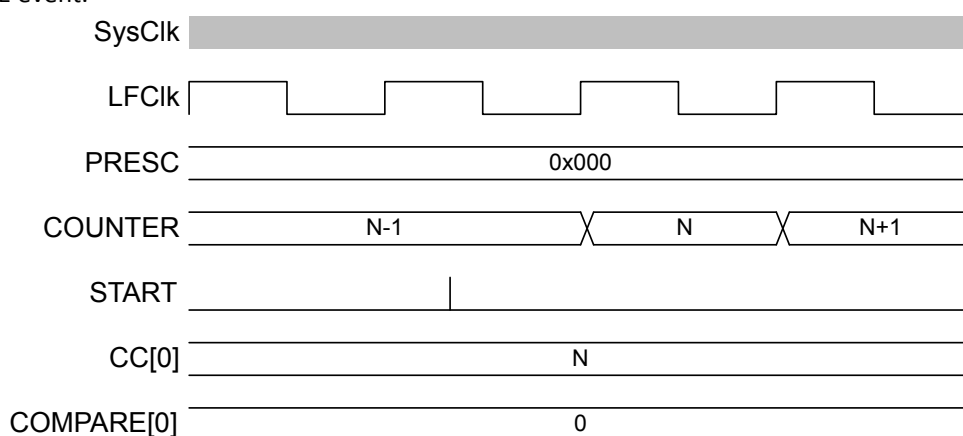 SysClk
LFClk
PRESC 0x000
COUNTER N-1 N N+1
START
CC[0] N
COMPARE[0] 0